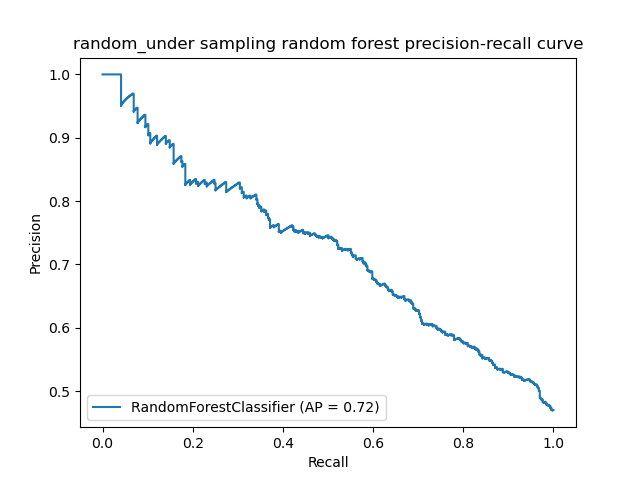 random_under sampling random forest precision-recall curve
1.0
0.9
0.8
0.7
0.6
0.5
Precision
RandomForestClassifier (AP = 0.72)
0.0 0.2 0.4 0.6 0.8 1.0
Recall